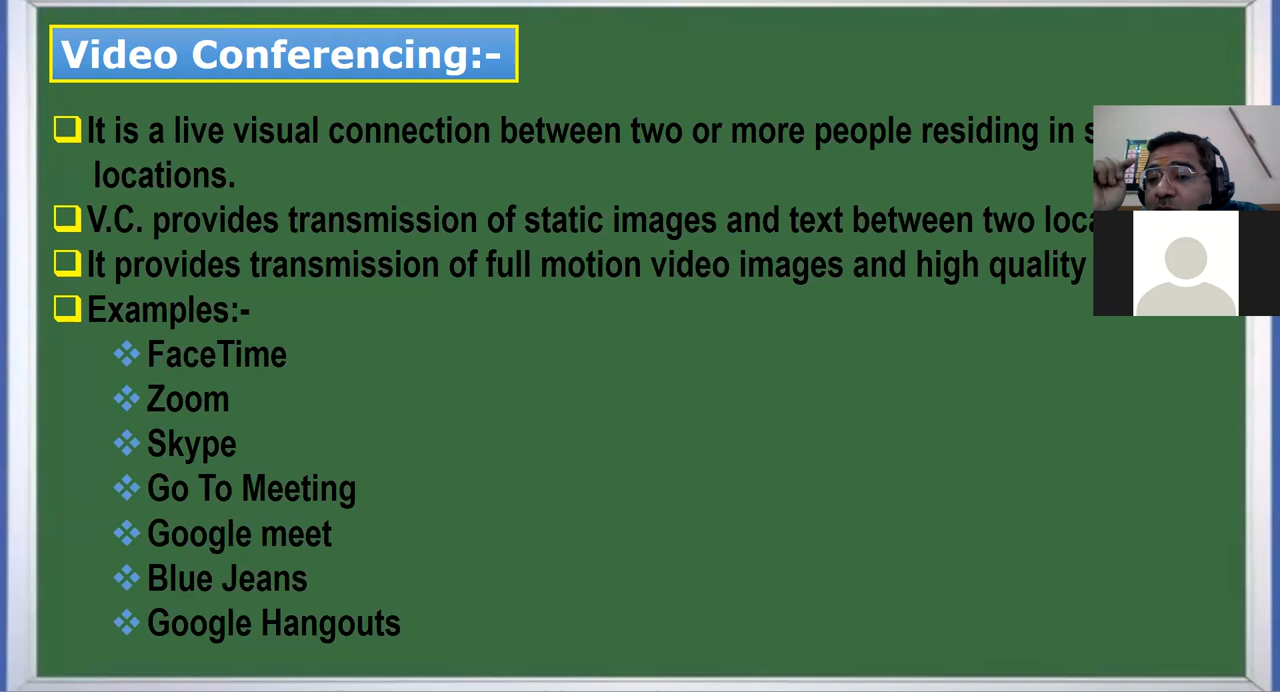 Video Conferencing:-
It is a live visual connection between two or more people residing in
locations.
V.C. provides transmission of static images and text between two
It provides transmission of full motion video images and high quality
Examples:-
FaceTime
Zoom
Skype
Go To Meeting
Google meet
Blue Jeans
Google Hangouts